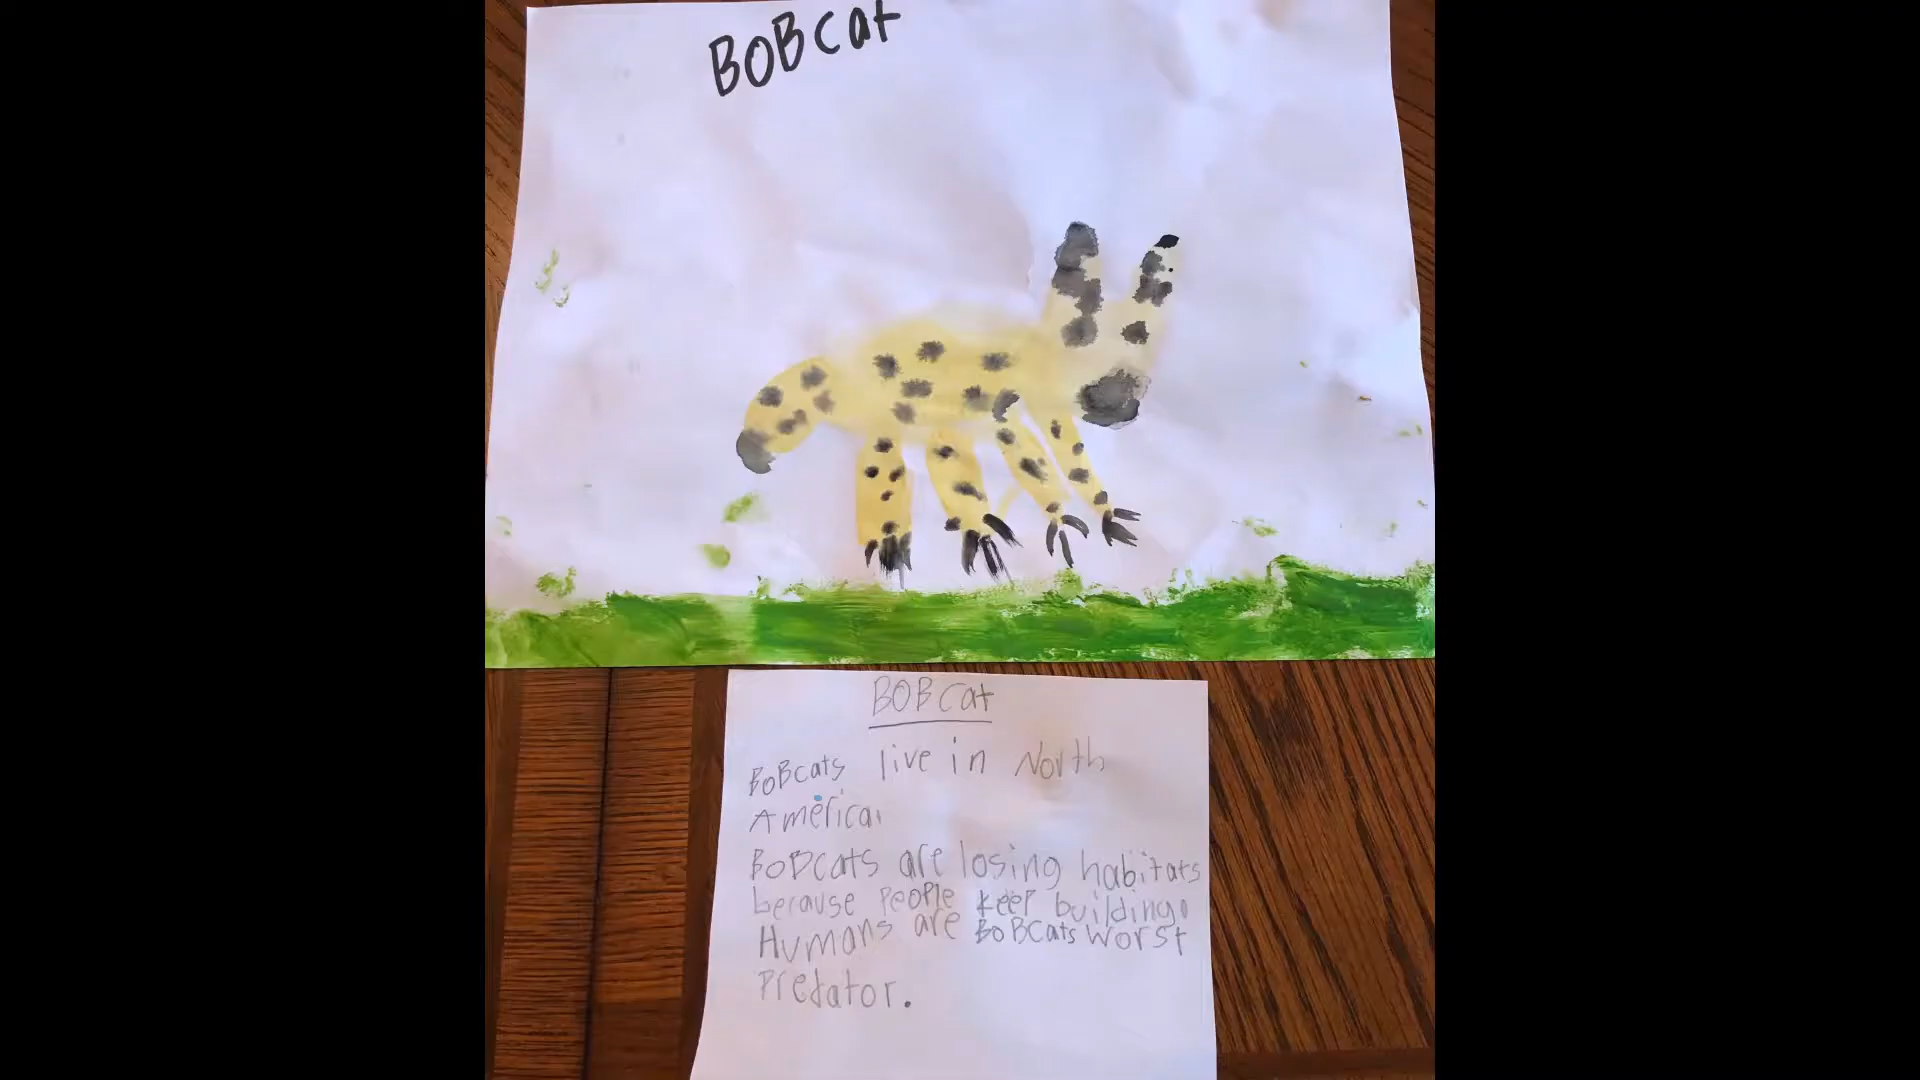 BOBcat
BOBcat
BOBcats live in North
America.
BOBcats are losing habitats
because people keep building.
Humans are BOBCats worst
Predator.